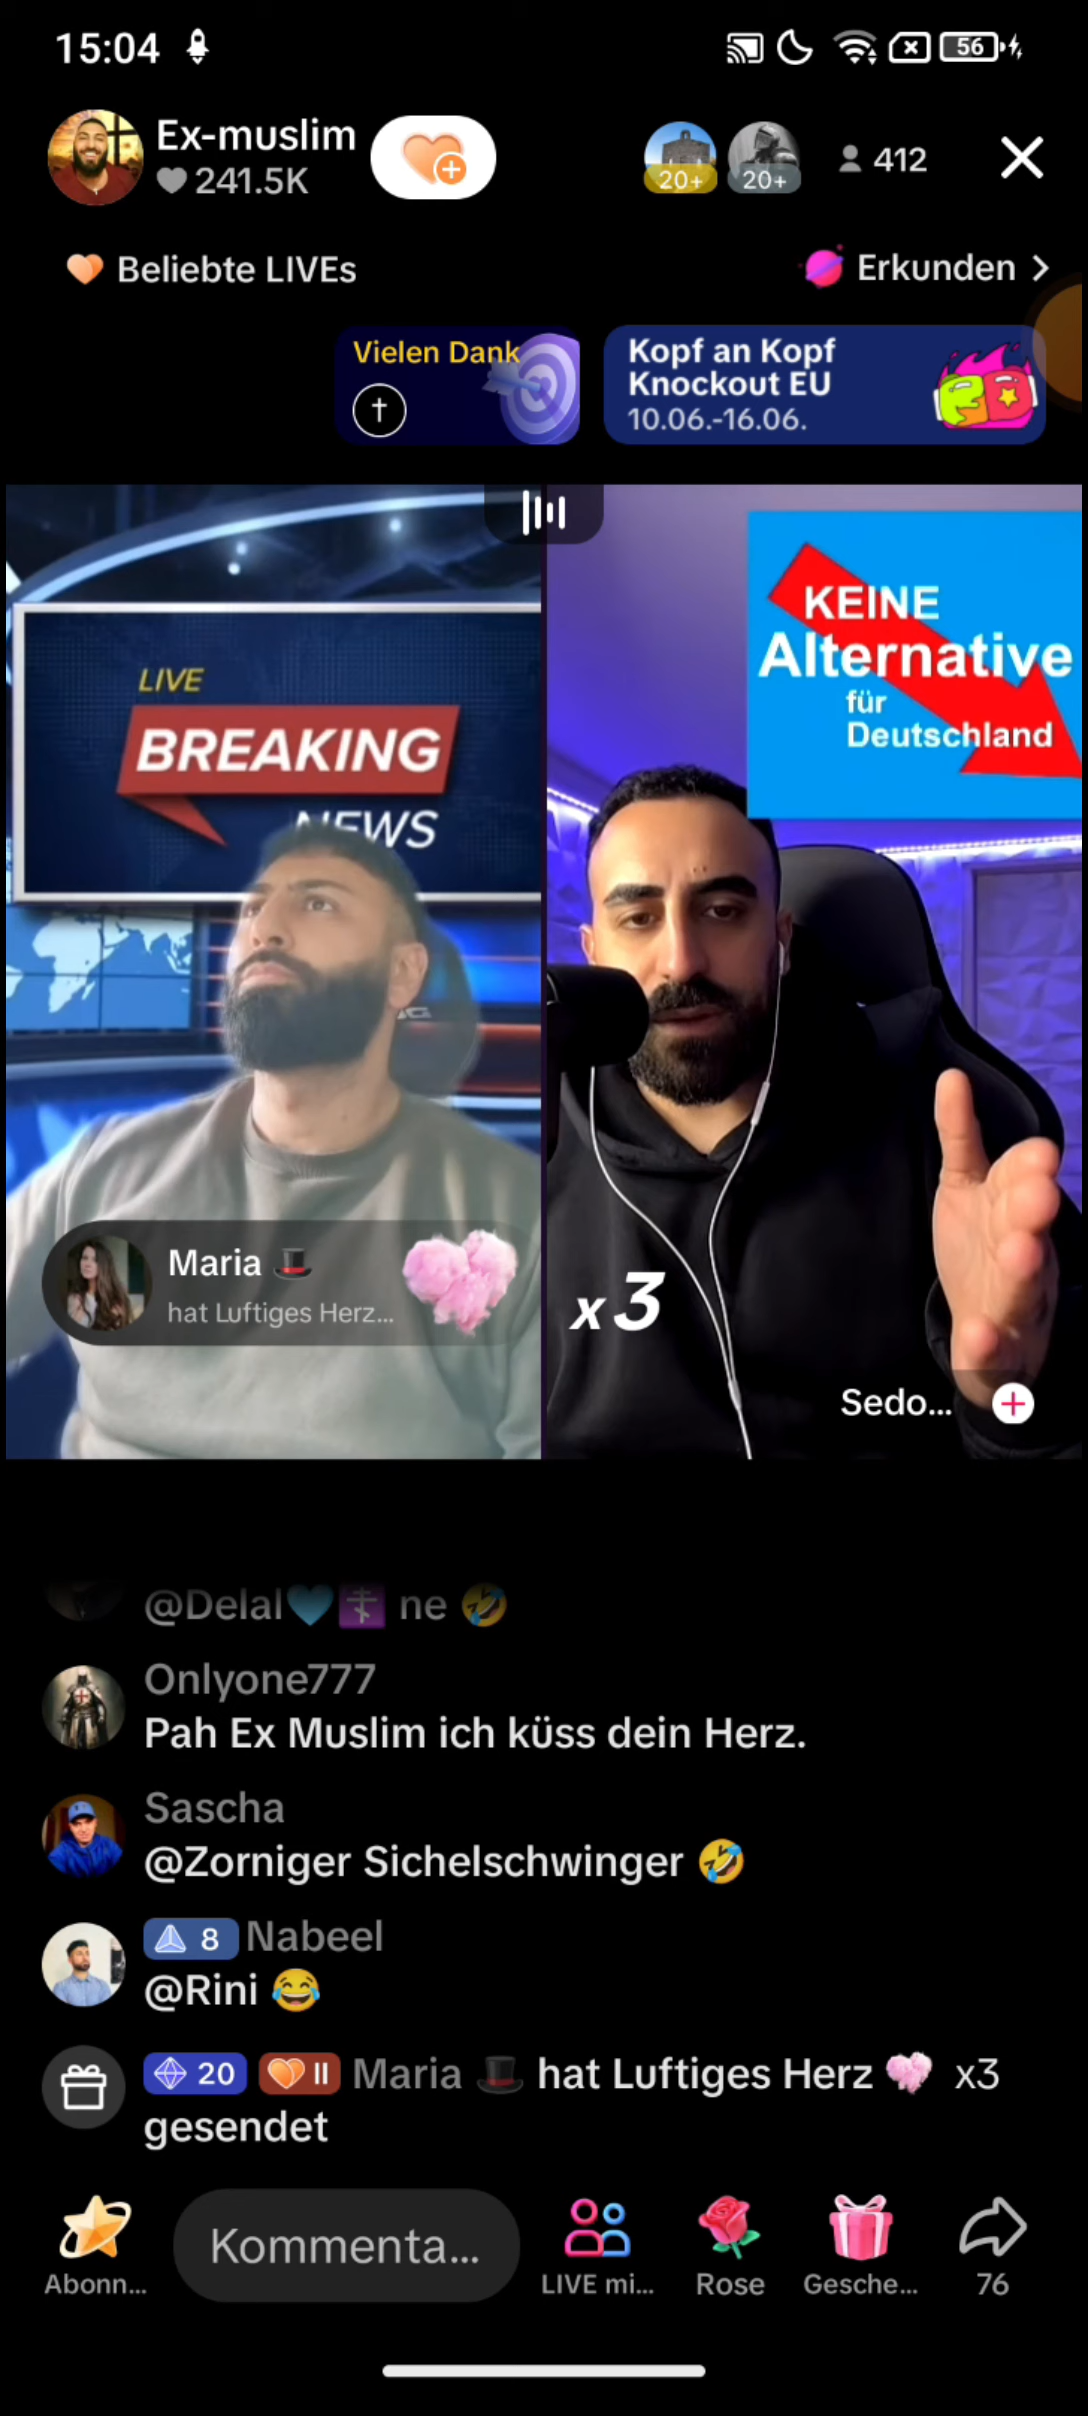 15:04
56
Ex-muslim
241.5K
20+
20+
412
Beliebte LIVEs
Erkunden
Vielen Dank
Kopf an Kopf
Knockout EU
10.06.-16.06.
LIVE
BREAKING
NEWS
KEINE
Alternative
für
Deutschland
Maria
hat Luftiges Herz...
x3
Sedo...
@Delal🩵☦️ ne 🤣
Onlyone777
Pah Ex Muslim ich küss dein Herz.
Sascha
@Zorniger Sichelschwinger 🤣
8 Nabeel
@Rini 😂
20 II Maria 🎩 hat Luftiges Herz x3
gesendet
Kommenta...
Abonn...
LIVE mi...
Rose
Gesche...
76